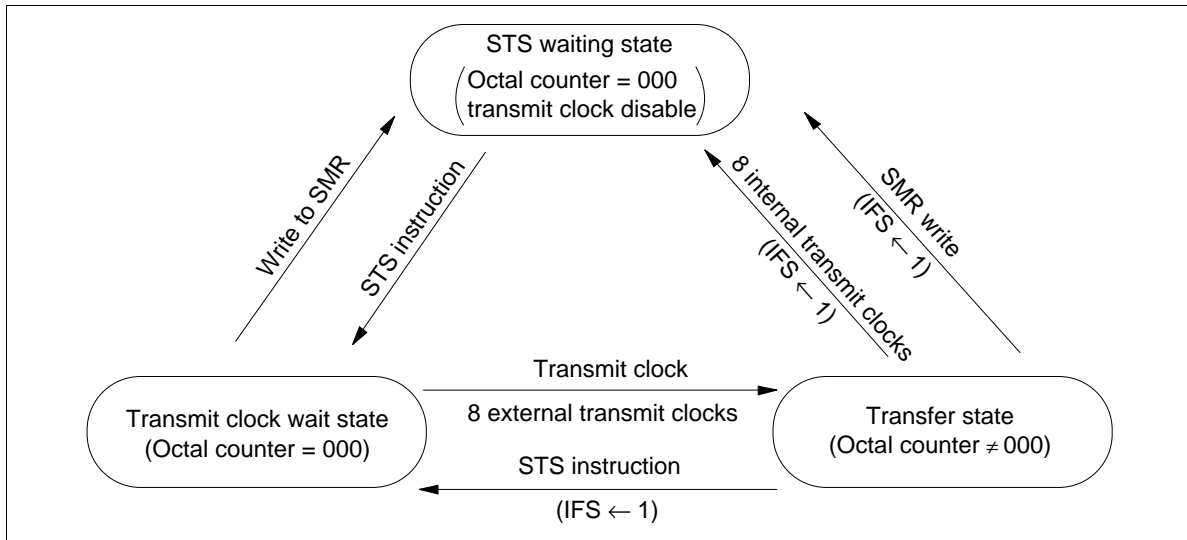 STS waiting state
Octal counter = 000
transmit clock disable
Write to SMR
STS instruction
8 internal transmit clocks
(IFS ← 1)
SMR write
(IFS ← 1)
Transmit clock wait state
(Octal counter = 000)
Transmit clock
8 external transmit clocks
STS instruction
(IFS ← 1)
Transfer state
(Octal counter ≠ 000)